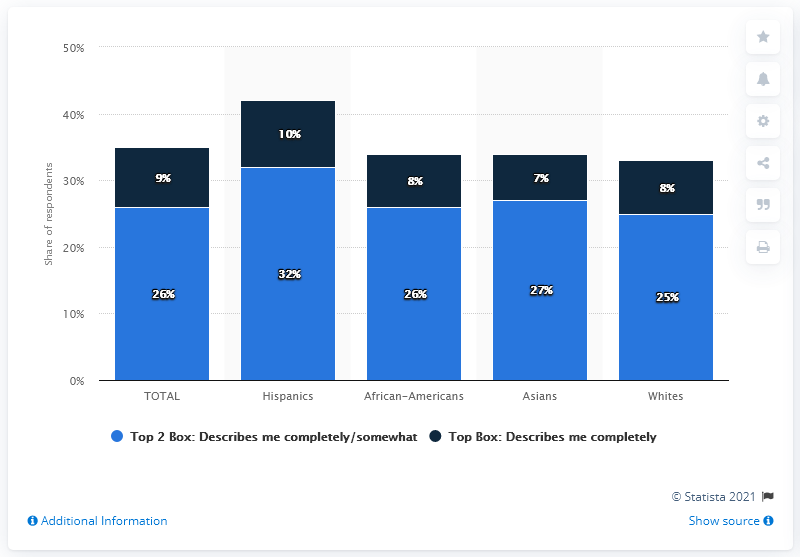 50%
40%
30%
20%
10%
0%
Share of respondents
9%
10%
8%
7%
8%
26%
32%
26%
27%
25%
TOTAL
Hispanics
African-Americans
Asians
Whites
Top 2 Box: Describes me completely/somewhat
Top Box: Describes me completely
© Statista 2021
Additional Information
Show source